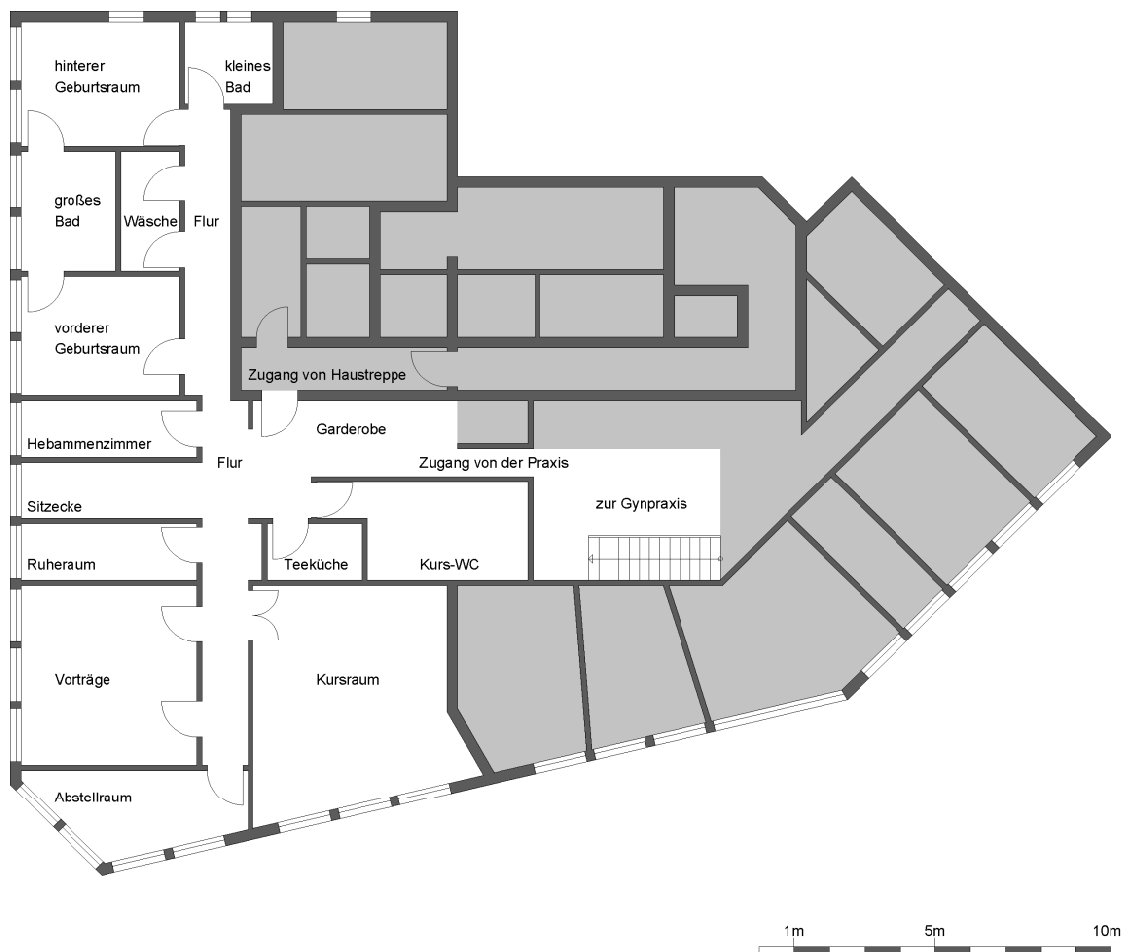 hinterer
Geburtsraum
kleines
Bad
großes
Bad
Wäsche
Flur
vorderer
Geburtsraum
Zugang von Haustreppe
Garderobe
Hebammenzimmer
Flur
Zugang von der Praxis
Sitzecke
zur Gynpraxis
Ruheraum
Teeküche
Kurs-WC
Vorträge
Kursraum
Abstellraum
1m
5m
10m